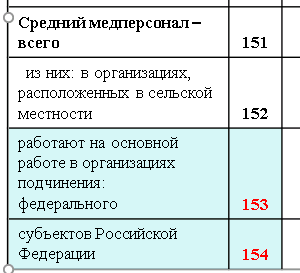 Средний медперсонал –
всего 151
из них: в организациях,
расположенных в сельской
местности 152
работают на основной
работе в организациях
подчинения:
федерального 153
субъектов Российской
Федерации 154